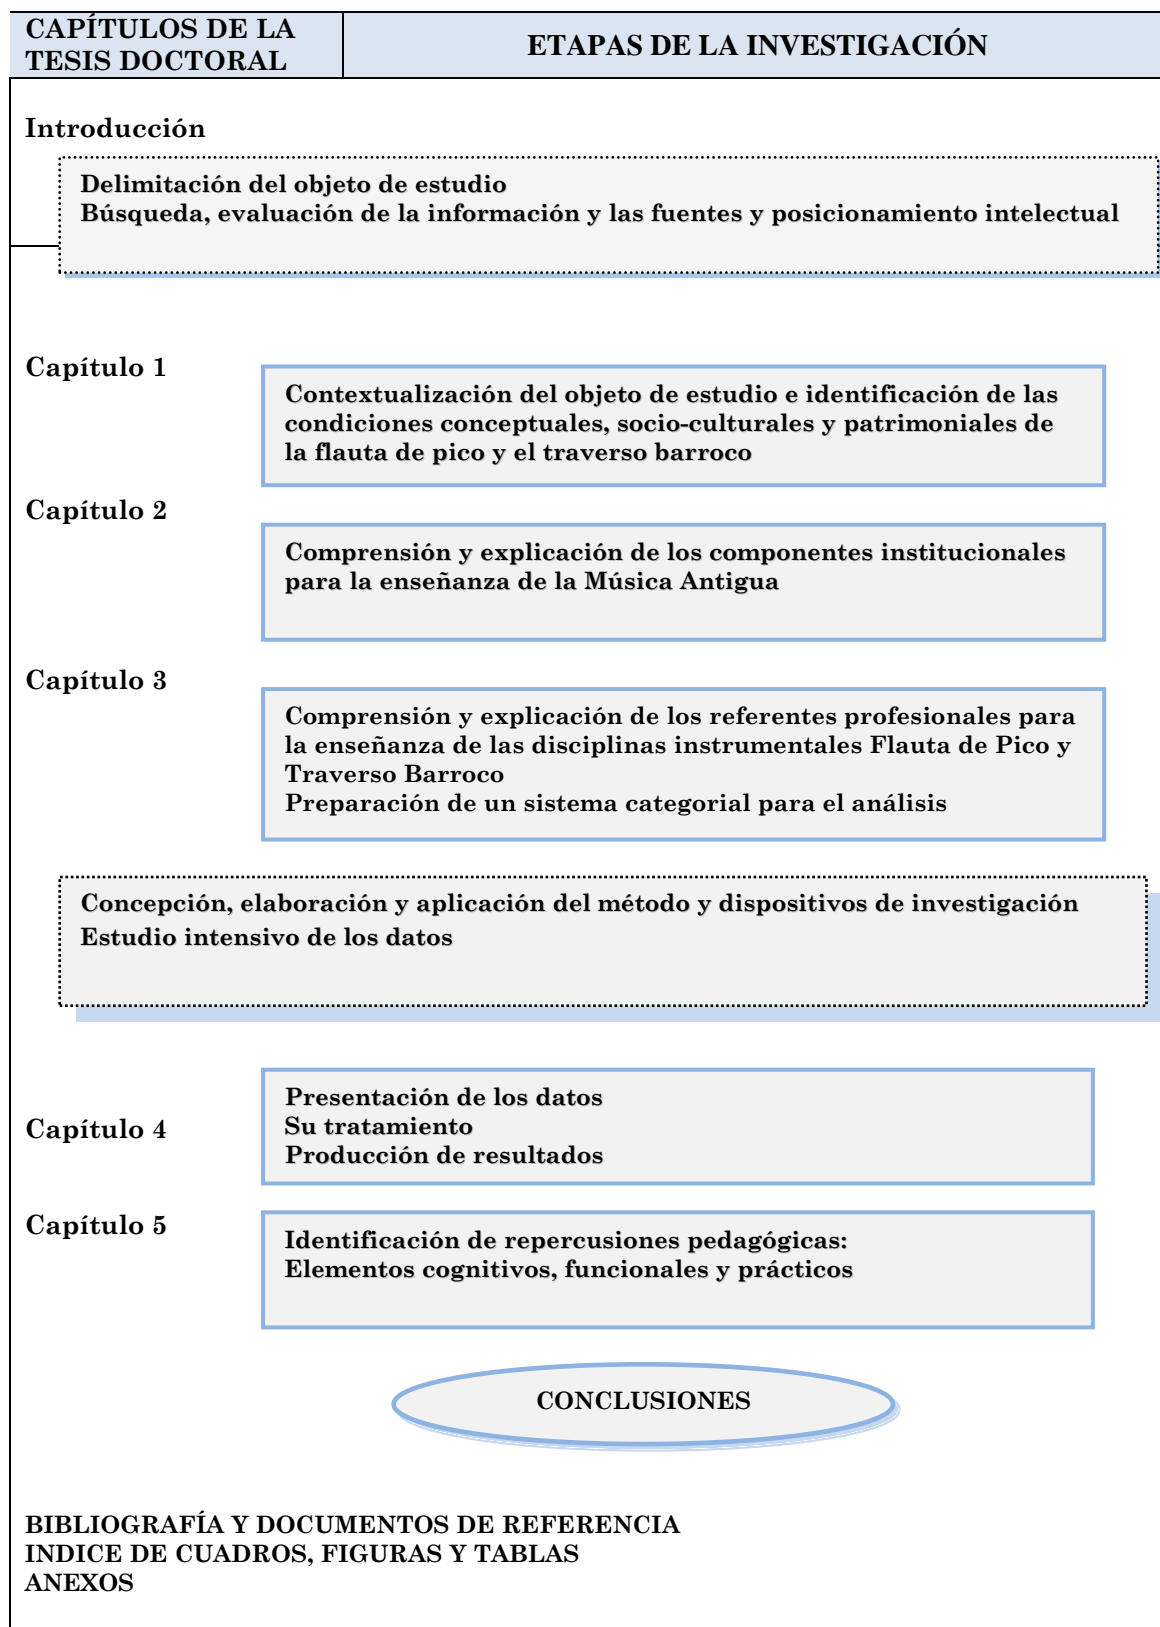 CAPÍTULOS DE LA
TESIS DOCTORAL
ETAPAS DE LA INVESTIGACIÓN
Introducción
Delimitación del objeto de estudio
Búsqueda, evaluación de la información y las fuentes y posicionamiento intelectual
Capítulo 1
Contextualización del objeto de estudio e identificación de las
condiciones conceptuales, socio-culturales y patrimoniales de
la flauta de pico y el traverso barroco
Capítulo 2
Comprensión y explicación de los componentes institucionales
para la enseñanza de la Música Antigua
Capítulo 3
Comprensión y explicación de los referentes profesionales para
la enseñanza de las disciplinas instrumentales Flauta de Pico y
Traverso Barroco
Preparación de un sistema categorial para el análisis
Concepción, elaboración y aplicación del método y dispositivos de investigación
Estudio intensivo de los datos
Capítulo 4
Presentación de los datos
Su tratamiento
Producción de resultados
Capítulo 5
Identificación de repercusiones pedagógicas:
Elementos cognitivos, funcionales y prácticos
CONCLUSIONES
BIBLIOGRAFÍA Y DOCUMENTOS DE REFERENCIA
INDICE DE CUADROS, FIGURAS Y TABLAS
ANEXOS